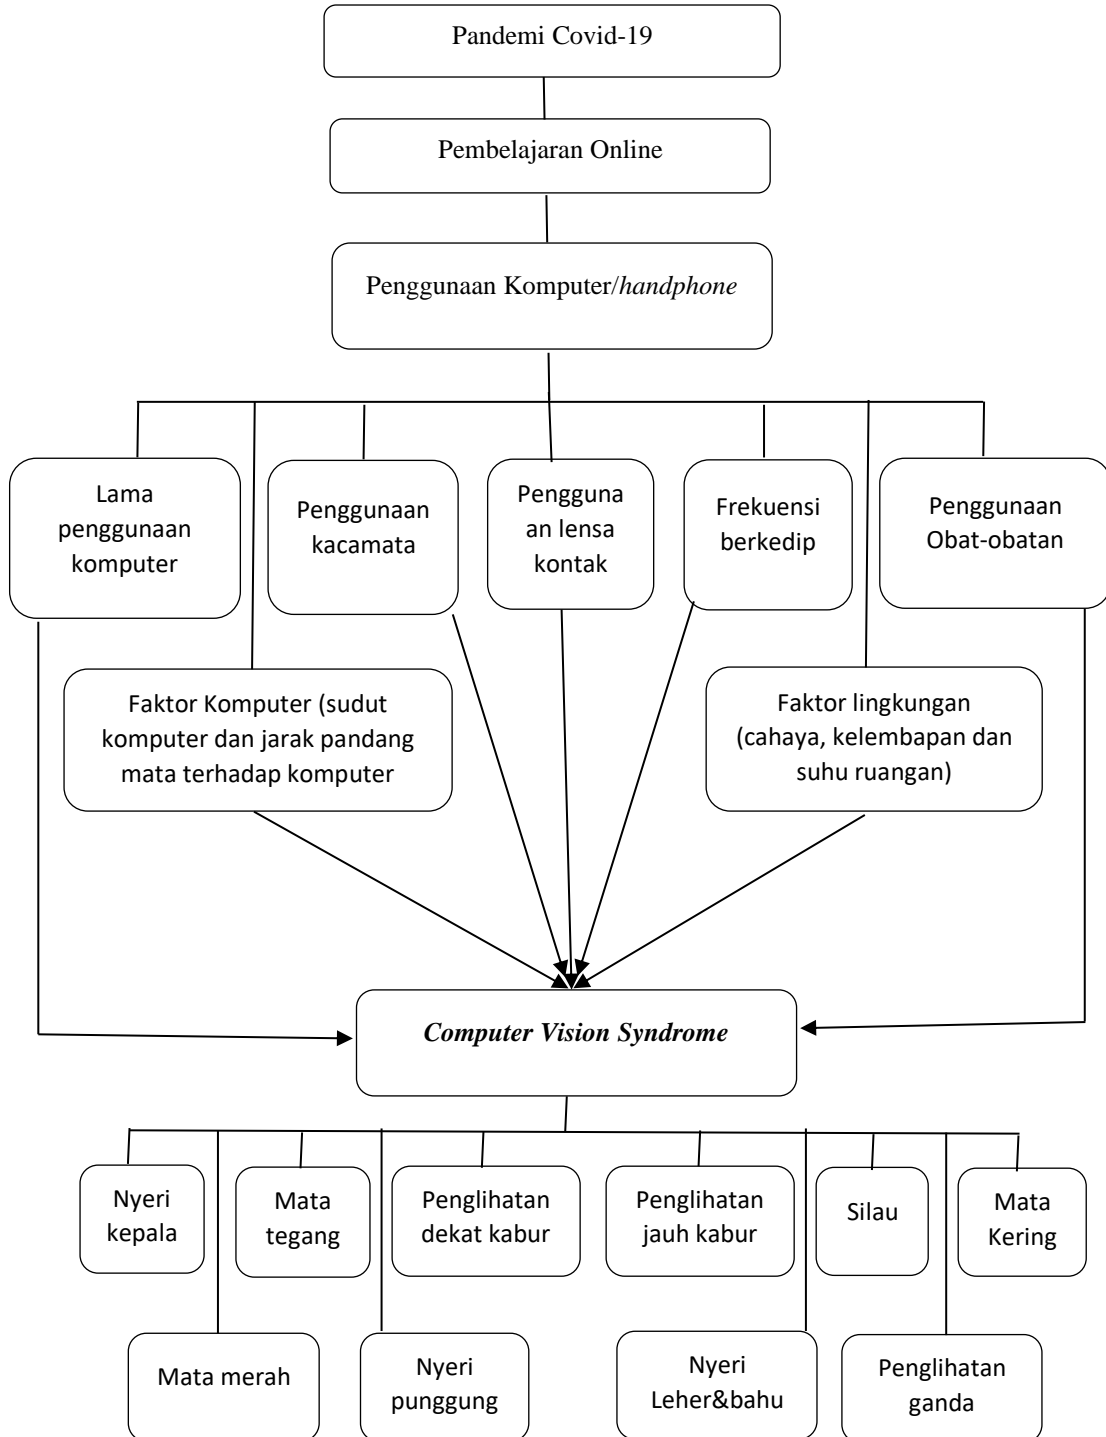 Pandemi Covid-19
Pembelajaran Online
Penggunaan Komputer/handphone
Lama
penggunaan
komputer
Penggunaan
kacamata
Pengguna
an lensa
kontak
Frekuensi
berkedip
Penggunaan
Obat-obatan
Faktor Komputer (sudut
komputer dan jarak pandang
mata terhadap komputer
Faktor lingkungan
(cahaya, kelembapan dan
suhu ruangan)
Computer Vision Syndrome
Nyeri
kepala
Mata
tegang
Penglihatan
dekat kabur
Penglihatan
jauh kabur
Silau
Mata
Kering
Mata merah
Nyeri
punggung
Nyeri
Leher&bahu
Penglihatan
ganda